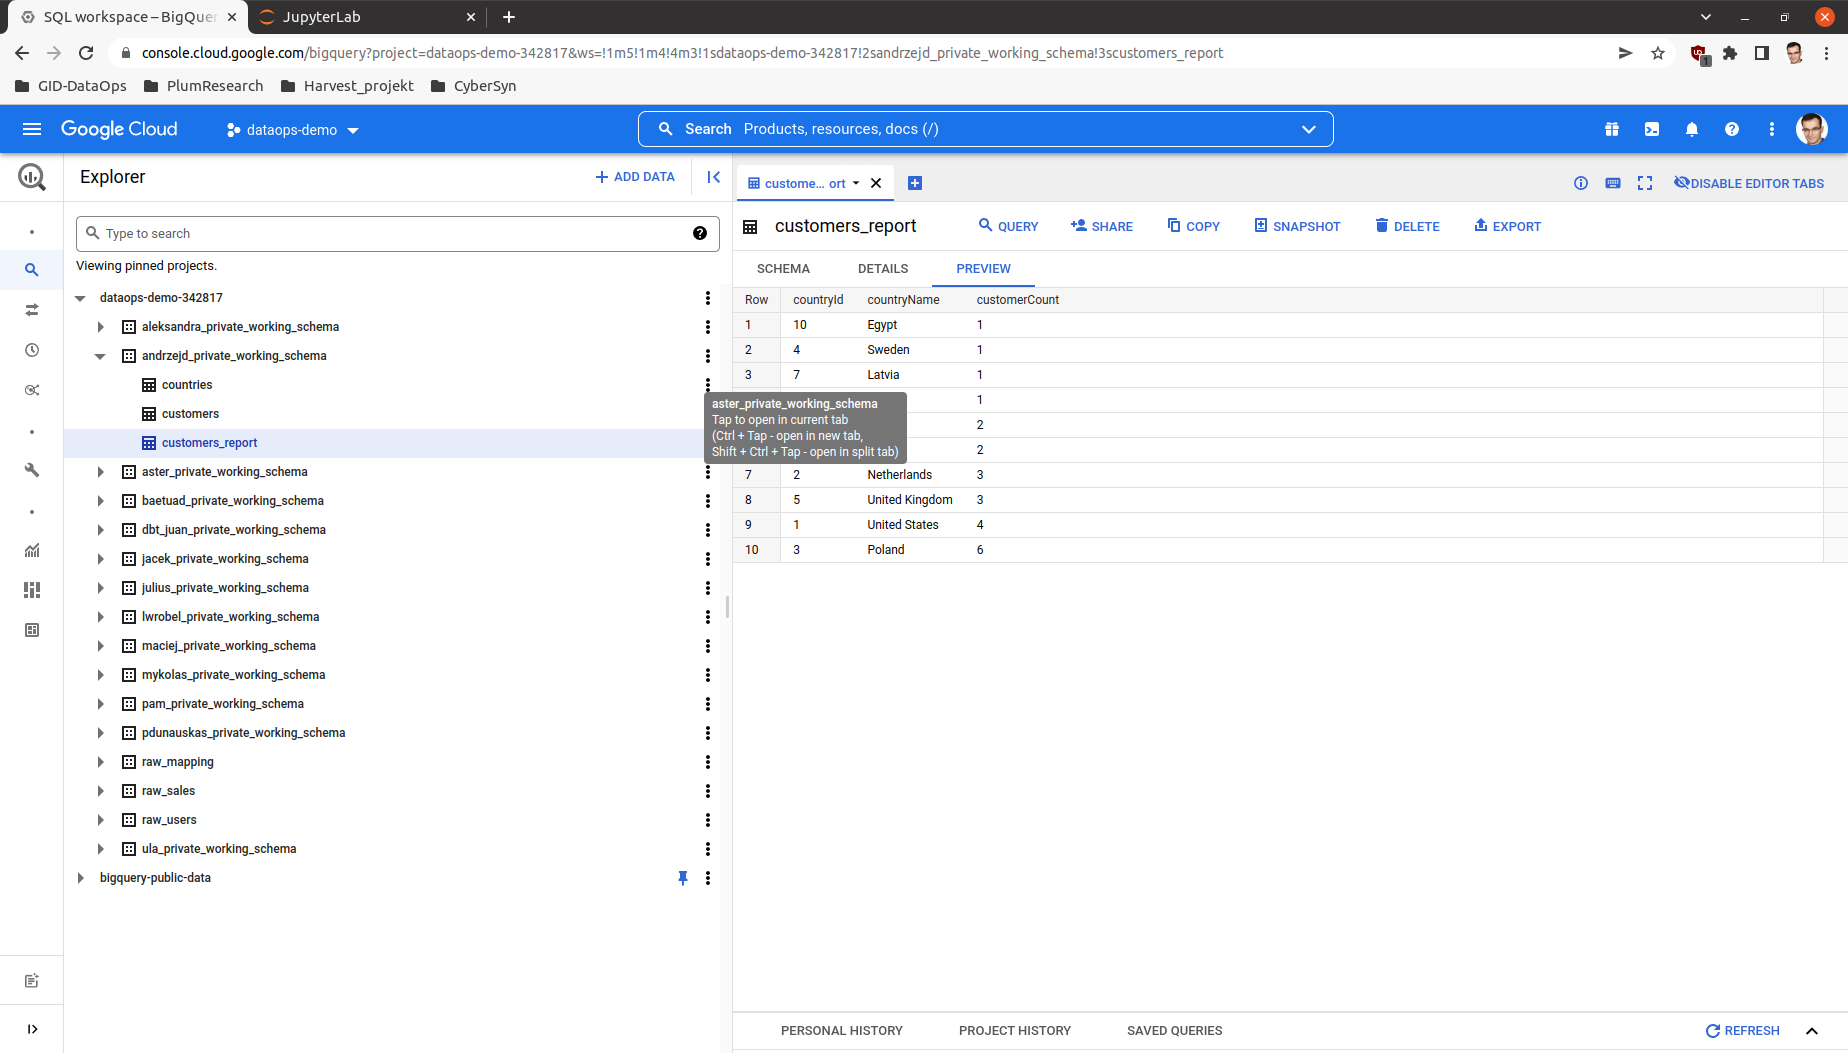 SQL workspace – BigQuer
JupyterLab
console.cloud.google.com/bigquery?project=dataops-demo-342817&ws=!1m5!1m4!4m3!1sdataops-demo-342817!2sandrzejd_private_working_schema!3scustomers_report
1
GID-DataOps
PlumResearch
Harvest_projekt
CyberSyn
Google Cloud
dataops-demo
Search Products, resources, docs (/)
Explorer
+ ADD DATA
custome... ort
DISABLE EDITOR TABS
Type to search
customers_report
QUERY
SHARE
COPY
SNAPSHOT
DELETE
EXPORT
Viewing pinned projects.
SCHEMA
DETAILS
PREVIEW
dataops-demo-342817
aleksandra_private_working_schema
andrzejd_private_working_schema
countries
customers
customers_report
aster_private_working_schema
baetuad_private_working_schema
dbt_juan_private_working_schema
jacek_private_working_schema
julius_private_working_schema
lwrobel_private_working_schema
maciej_private_working_schema
mykolas_private_working_schema
pam_private_working_schema
pdunauskas_private_working_schema
raw_mapping
raw_sales
raw_users
ula_private_working_schema
bigquery-public-data
Row countryId countryName customerCount
1 10 Egypt 1
2 4 Sweden 1
3 7 Latvia 1
1
2
2
7 2 Netherlands 3
8 5 United Kingdom 3
9 1 United States 4
10 3 Poland 6
aster_private_working_schema
Tap to open in current tab
(Ctrl + Tap - open in new tab,
Shift + Ctrl + Tap - open in split tab)
PERSONAL HISTORY
PROJECT HISTORY
SAVED QUERIES
REFRESH